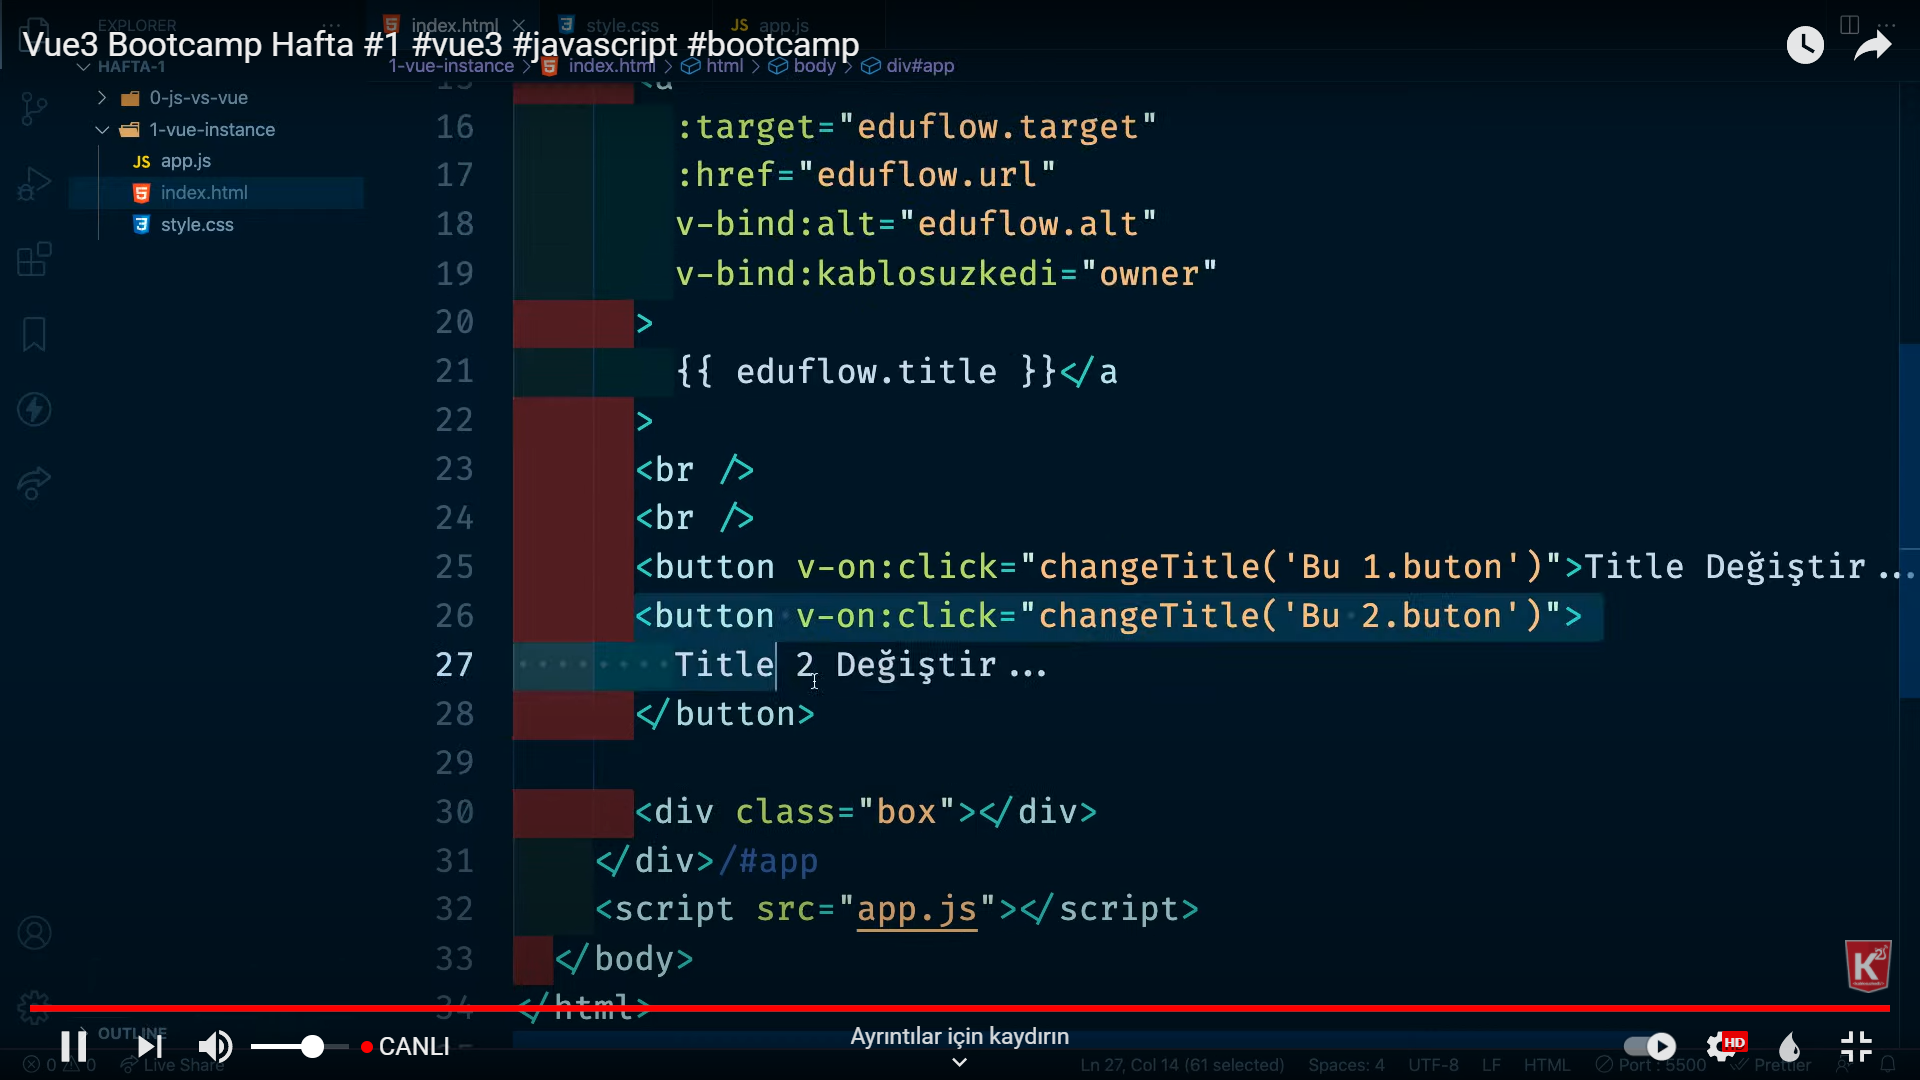 EXPLORER
index.html
style.css
JS app.js
Vue3 Bootcamp Hafta #1 #vue3 #javascript #bootcamp
HAFTA-1
1-vue-instance > index.html > html > body > div#app
0-js-vs-vue
1-vue-instance
JS app.js
index.html
style.css
15 <a
16 :target="eduflow.target"
17 :href="eduflow.url"
18 v-bind:alt="eduflow.alt"
19 v-bind:kablosuzkedi="owner"
20 >
21 {{ eduflow.title }}</a
22 >
23 <br />
24 <br />
25 <button v-on:click="changeTitle('Bu 1.buton')">Title Değiştir...
26 <button v-on:click="changeTitle('Bu 2.buton')">
27 Title 2 Değiştir...
28 </button>
29
30 <div class="box"></div>
31 </div>/#app
32 <script src="app.js"></script>
33 </body>
34 </html>
K
OUTLINE
CANLI
Ayrıntılar için kaydırın
HD
0 0 Live Share
Ln 27, Col 14 (61 selected) Spaces: 4 UTF-8 LF HTML Port : 5500 Prettier